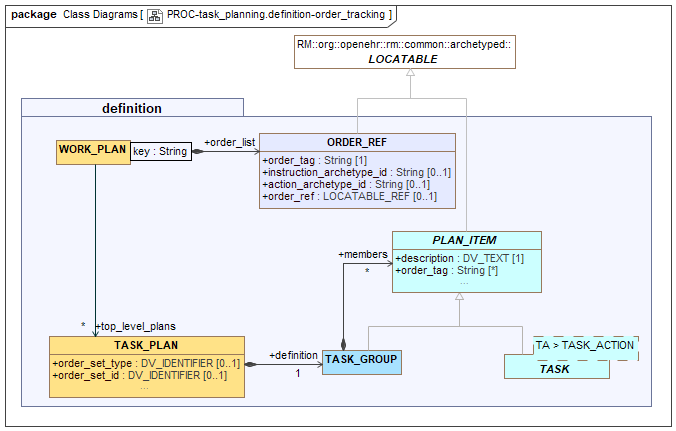 package Class Diagrams [ PROC-task_planning.definition-order_tracking ]
RM::org::openehr::rm::common::archetyped::
LOCATABLE
definition
WORK_PLAN
key : String
+order_list
ORDER_REF
+order_tag : String [1]
+instruction_archetype_id : String [0..1]
+action_archetype_id : String [0..1]
+order_ref : LOCATABLE_REF [0..1]
PLAN_ITEM
+description : DV_TEXT [1]
+order_tag : String [*]
...
+members
*
* +top_level_plans
TASK_PLAN
+order_set_type : DV_IDENTIFIER [0..1]
+order_set_id : DV_IDENTIFIER [0..1]
...
+definition
1
TASK_GROUP
TA > TASK_ACTION
TASK